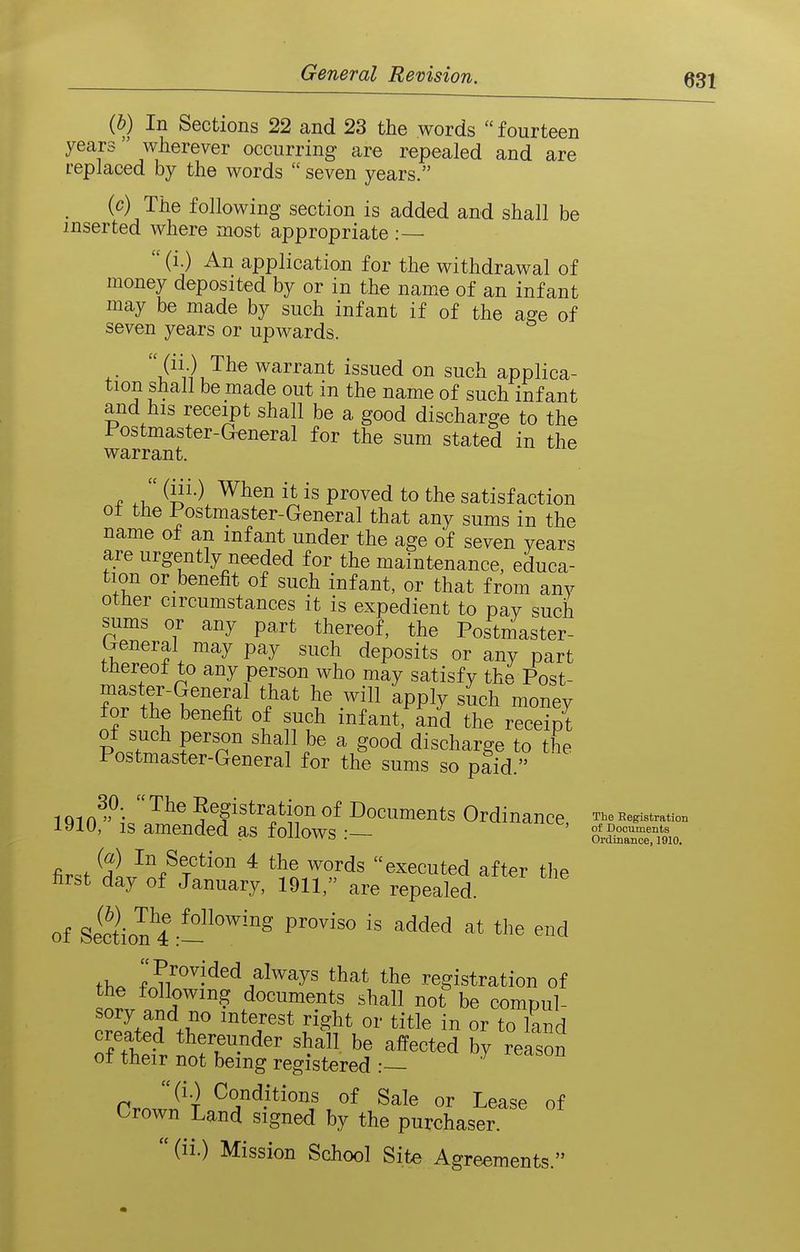 General Revision. 631
(b) In Sections 22 and 23 the words "fourteen
years" wherever occurring are repealed and are
replaced by the words "seven years."
(c) The following section is added and shall be
inserted where most appropriate :—
"(i.) An application for the withdrawal of
money deposited by or in the name of an infant
may be made by such infant if of the age of
seven years or upwards.
"(ii.) The warrant issued on such applica-
tion shall be made out in the name of such infant
and his receipt shall be a good discharge to the
Postmaster-General for the sum stated in the
warrant.
"(iii.) When it is proved to the satisfaction
of the Postmaster-General that any sums in the
name of an infant under the age of seven years
are urgently needed for the maintenance, educa-
tion or benefit of such infant, or that from any
other circumstances it is expedient to pay such
sums or any part thereof, the Postmaster-
General may pay such deposits or any part
thereof to any person who may satisfy the Post-
master-General that he will apply such money
for the benefit of such infant, and the receipt
of such person shall be a good discharge to the
Postmaster-General for the sums so paid."
30. "The Registration of Documents Ordinance,
1910," is amended as follows :—
The Registration
of Documents
Ordinance, 1910.
(a) In Section 4 the words "executed after the
first day of January, 1911," are repealed.
(b) The following proviso is added at the end
of Section 4 :—
"Provided always that the registration of
the following documents shall not be compul-
sory and no interest right or title in or to land
created thereunder shall be affected by reason
of their not being registered :—
"(i.) Conditions of Sale or Lease of
Crown Land signed by the purchaser.
"(ii.) Mission School Site Agreements."